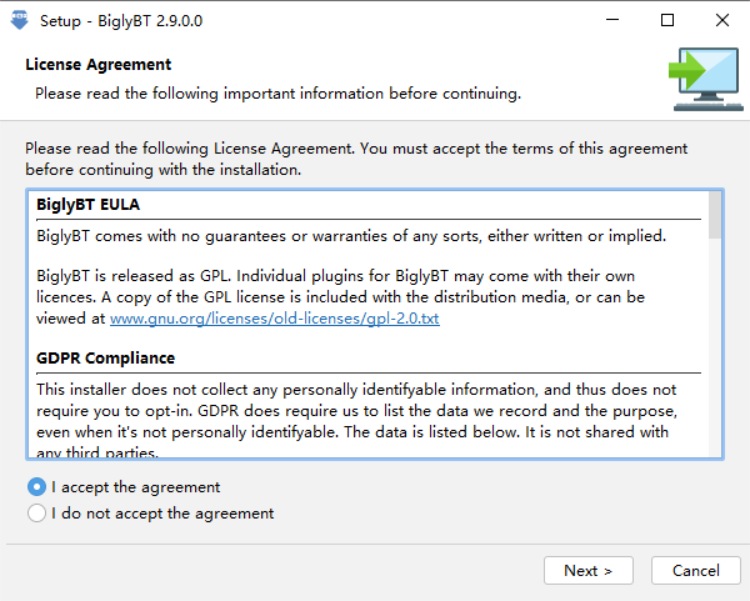 Setup - BiglyBT 2.9.0.0
License Agreement
Please read the following important information before continuing.
Please read the following License Agreement. You must accept the terms of this agreement
before continuing with the installation.
BiglyBT EULA
BiglyBT comes with no guarantees or warranties of any sorts, either written or implied.
BiglyBT is released as GPL. Individual plugins for BiglyBT may come with their own
licences. A copy of the GPL license is included with the distribution media, or can be
viewed at www.gnu.org/licenses/old-licenses/gpl-2.0.txt
GDPR Compliance
This installer does not collect any personally identifyable information, and thus does not
require you to opt-in. GDPR does require us to list the data we record and the purpose,
even when it's not personally identifyable. The data is listed below. It is not shared with
any third parties.
I accept the agreement
I do not accept the agreement
Next >
Cancel